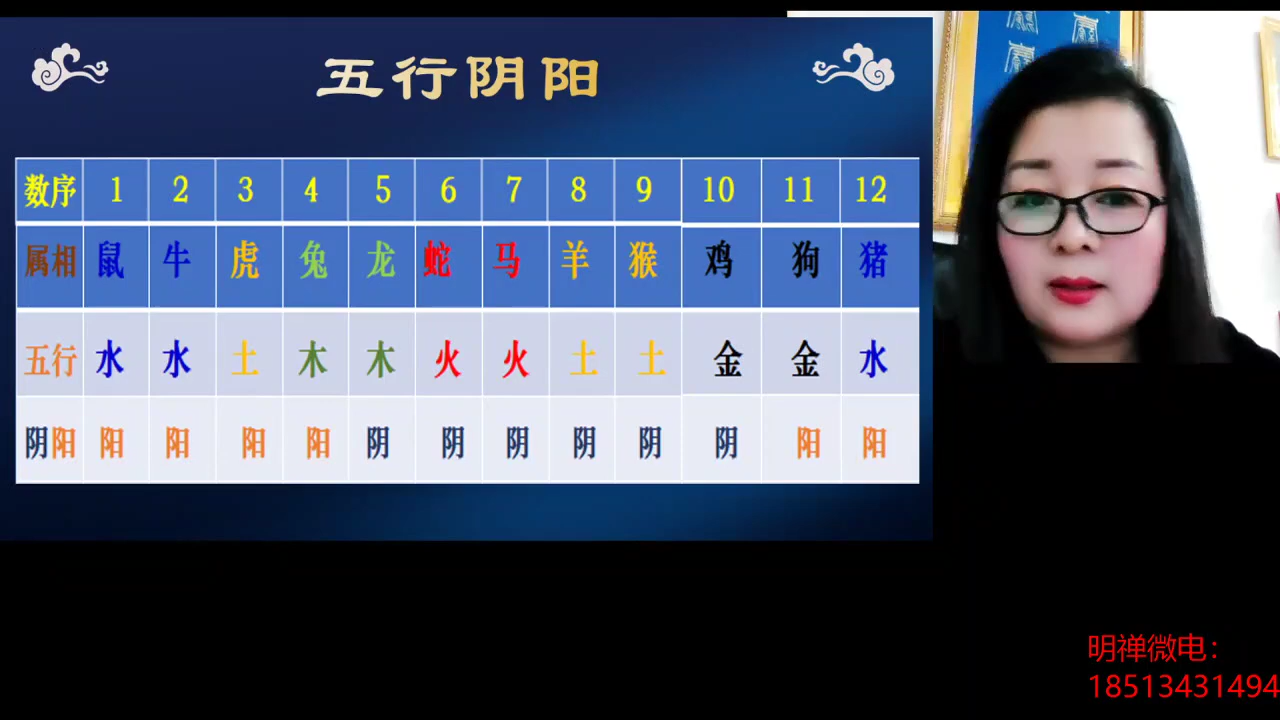 五行阴阳
数序 1 2 3 4 5 6 7 8 9 10 11 12
属相 鼠 牛 虎 兔 龙 蛇 马 羊 猴 鸡 狗 猪
五行 水 水 土 木 木 火 火 土 土 金 金 水
阴阳 阳 阳 阳 阳 阴 阴 阴 阴 阴 阴 阳 阳
明禅微电：
18513431494